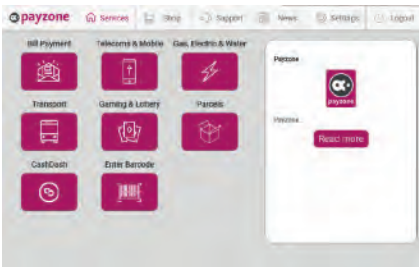 payzone Services Shop Support News Settings Logout
Bill Payment Telecoms & Mobile Gas, Electric & Water
Transport Gaming & Lottery Parcels
CashDash Enter Barcode
Payzone
payzone
Payzone
Read more